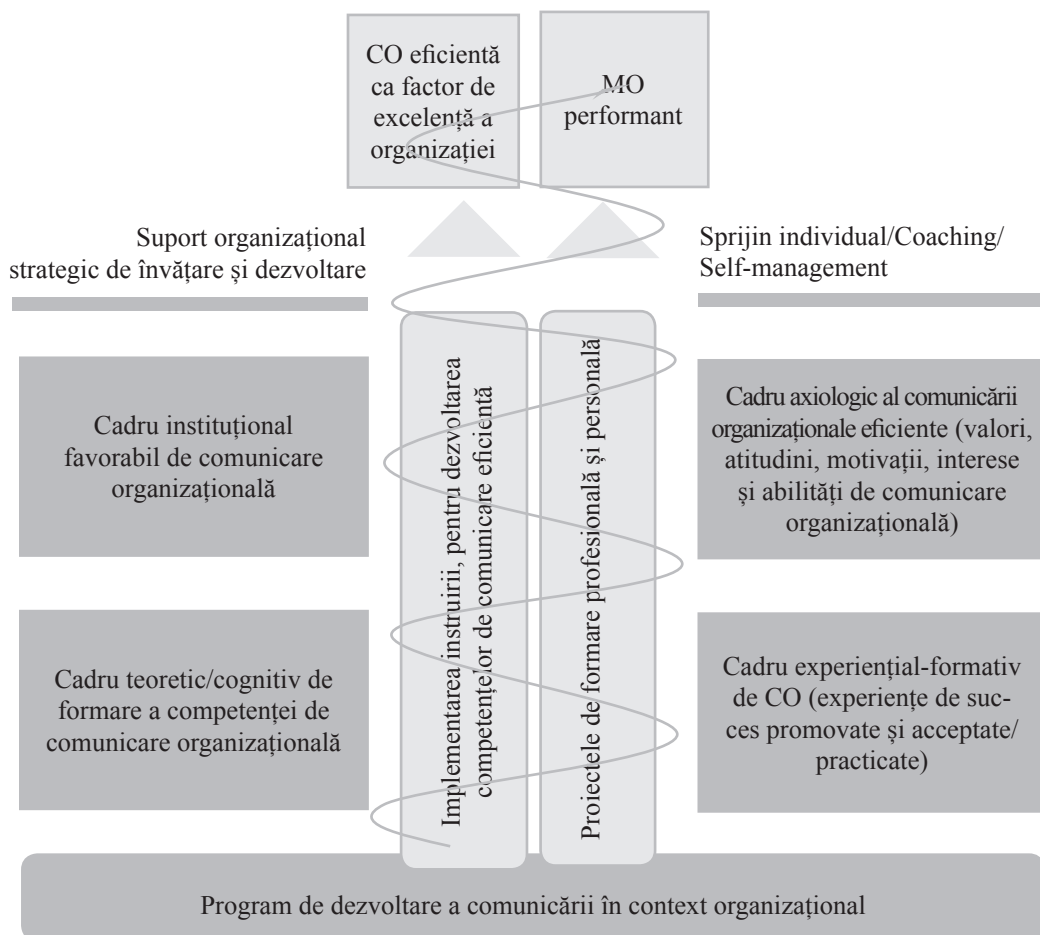 CO eficientă
ca factor de
excelență a
organizației
MO
performant
Suport organizațional
strategic de învățare și dezvoltare
Sprijin individual/Coaching/
Self-management
Cadru instituțional
favorabil de comunicare
organizațională
Cadru teoretic/cognitiv de
formare a competenței de
comunicare organizațională
Implementarea instruirii, pentru dezvoltarea
competențelor de comunicare eficientă
Proiectele de formare profesională și personală
Cadru axiologic al comunicării
organizaționale eficiente (valori,
atitudini, motivații, interese
și abilități de comunicare
organizațională)
Cadru experiențial-formativ
de CO (experiențe de suc-
ces promovate și acceptate/
practicate)
Program de dezvoltare a comunicării în context organizațional